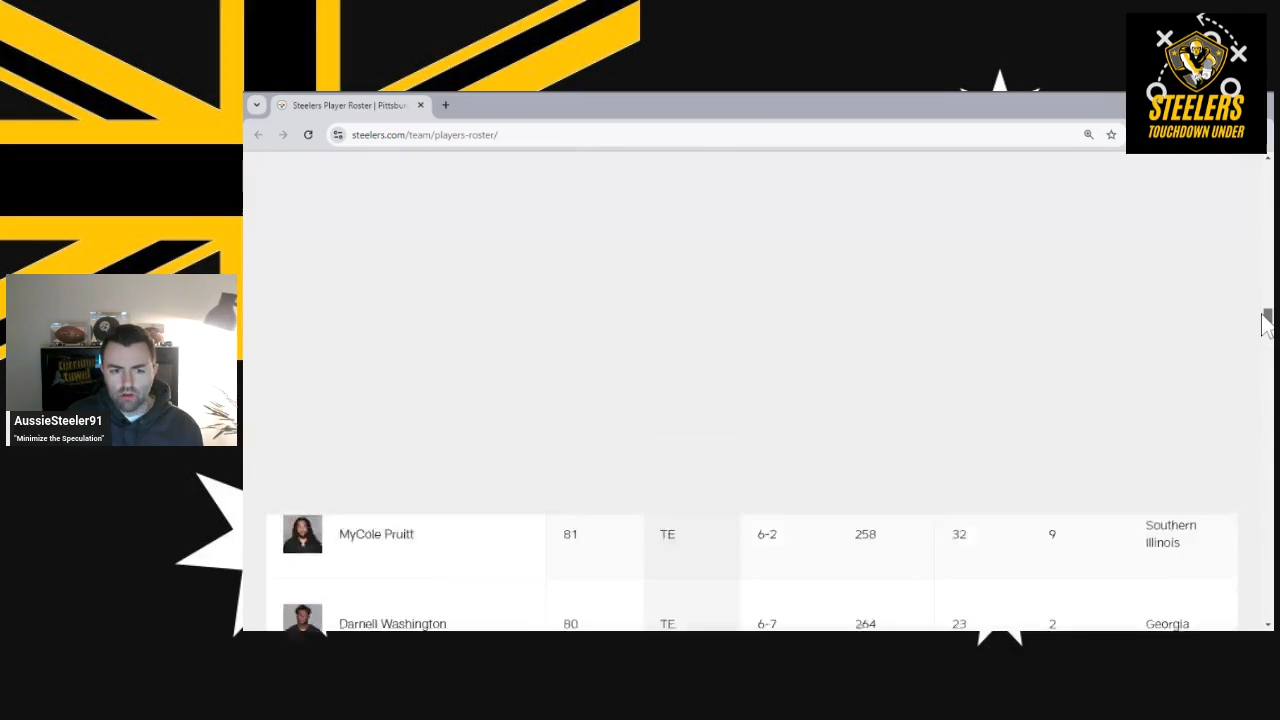 STEELERS
TOUCHDOWN UNDER
Steelers Player Roster | Pittsbur
steelers.com/team/players-roster/
AussieSteeler91
"Minimize the Speculation"
MyCole Pruitt 81 TE 6-2 258 32 9 Southern
Illinois
Darnell Washington 80 TE 6-7 264 23 2 Georgia